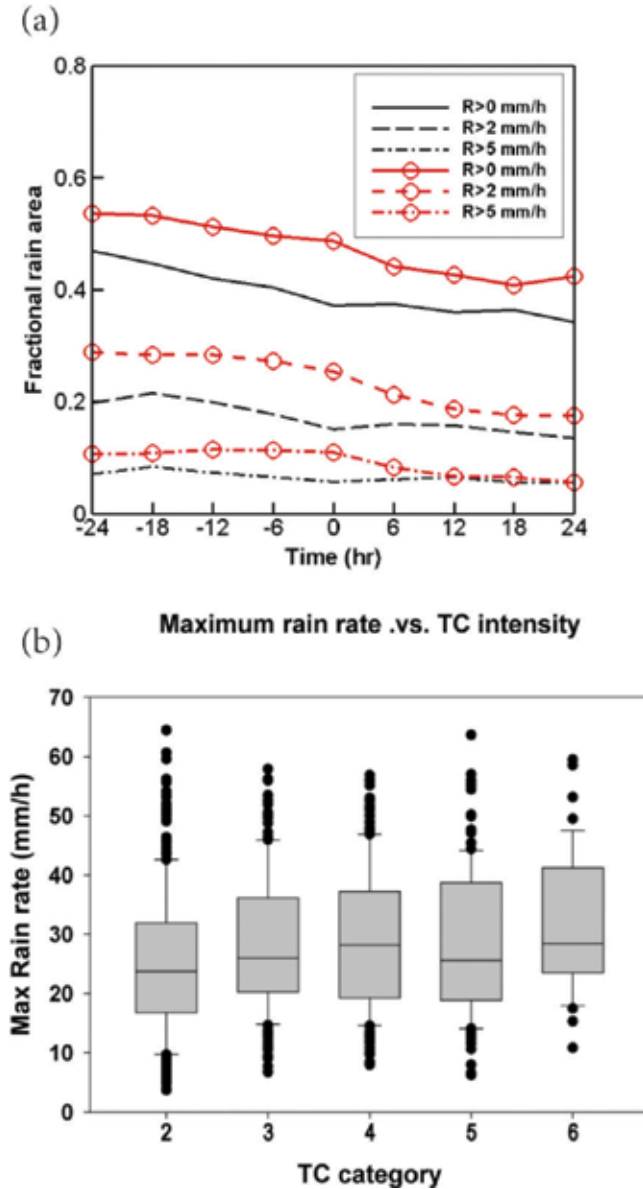 (a)
0.8
0.6
0.4
0.2
0
Fractional rain area
R>0 mm/h
R>2 mm/h
R>5 mm/h
R>0 mm/h
R>2 mm/h
R>5 mm/h
-24 -18 -12 -6 0 6 12 18 24
Time (hr)
Maximum rain rate .vs. TC intensity
(b)
70
60
50
40
30
20
10
0
Max Rain rate (mm/h)
2 3 4 5 6
TC category